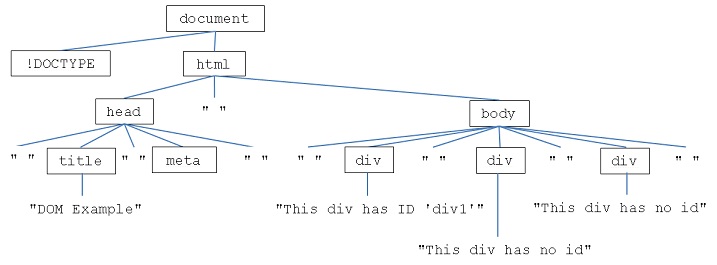 document
!DOCTYPE
html
head
" "
body
" " title " " meta " " " " div " " div " " div " "
"DOM Example"
"This div has ID 'div1'"
"This div has no id"
"This div has no id"